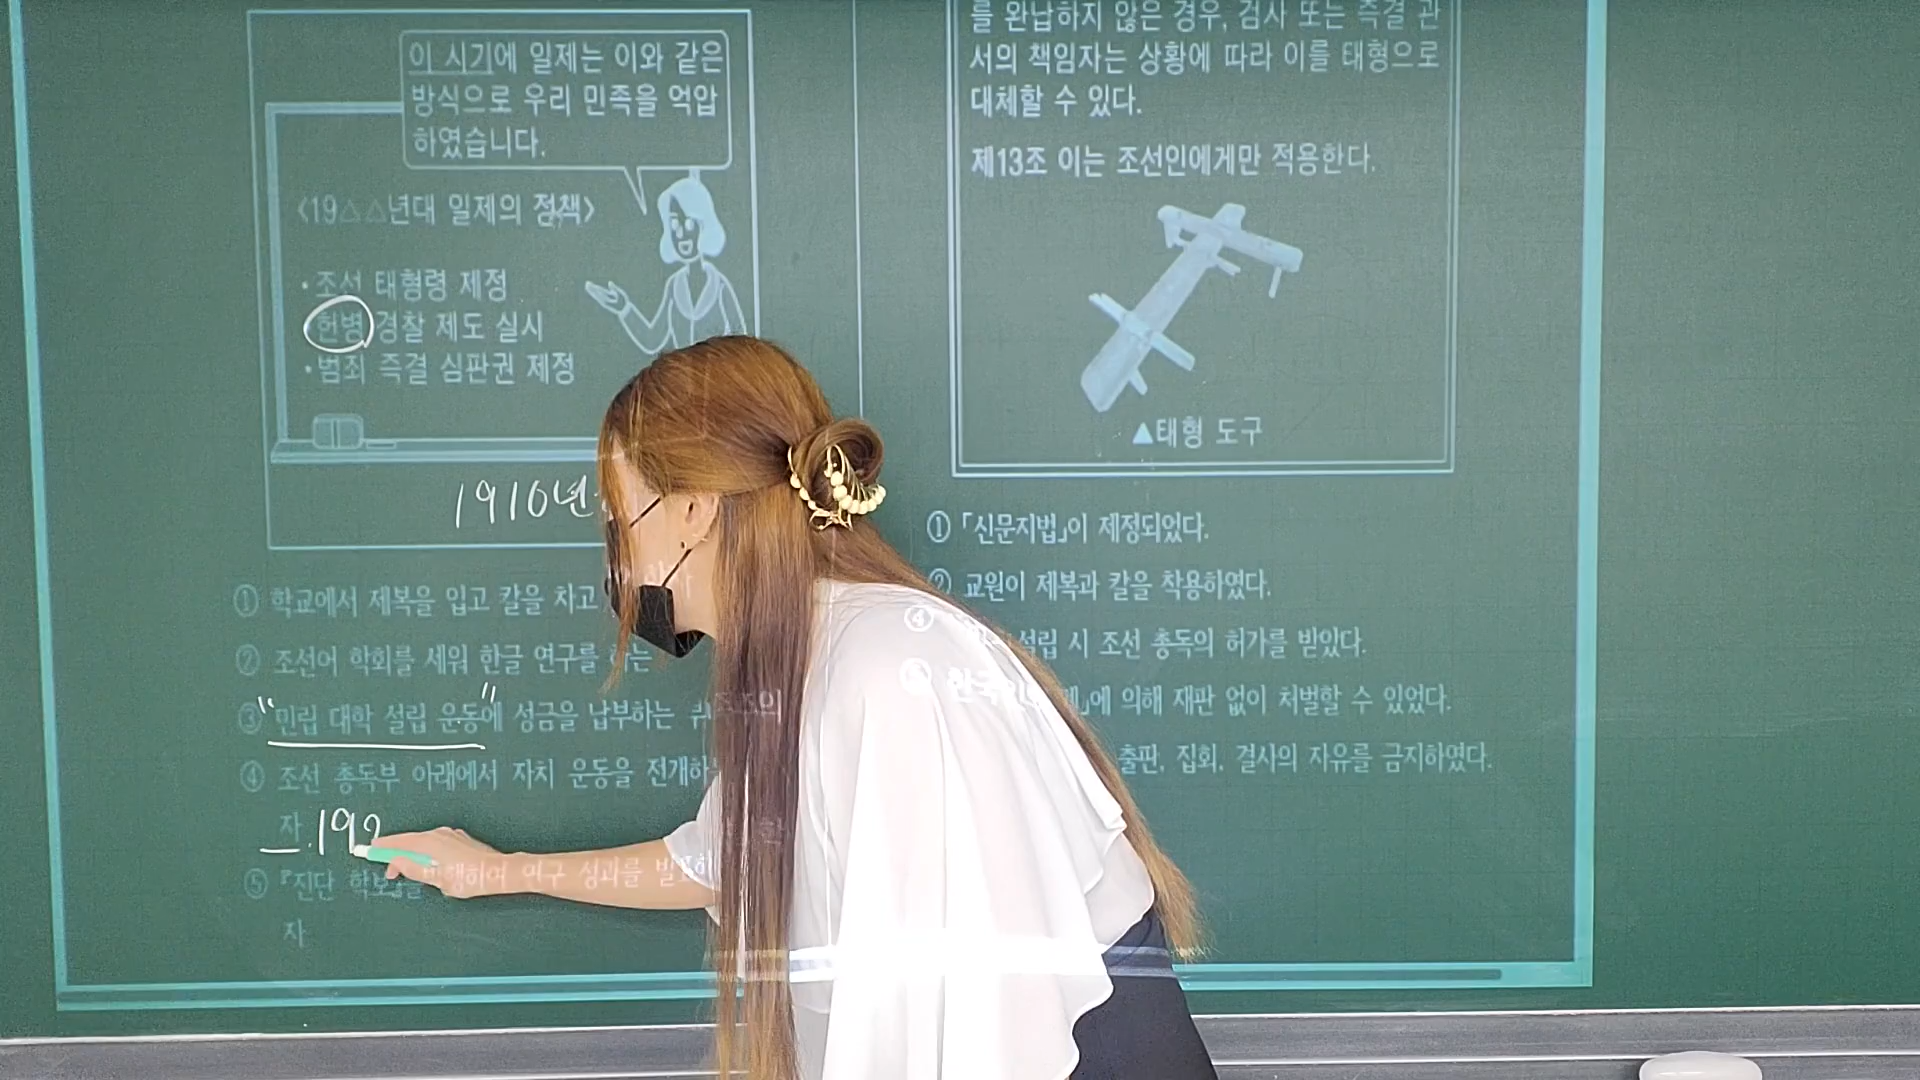 이 시기에 일제는 이와 같은
방식으로 우리 민족을 억압
하였습니다.
<19△△년대 일제의 정책>
·조선 태형령 제정
헌병 경찰 제도 실시
·범죄 즉결 심판권 제정
1910년
① 학교에서 제복을 입고 칼을 차고
② 조선어 학회를 세워 한글 연구를 하는
③ "민립 대학 설립 운동"에 성금을 납부하는
④ 조선 총독부 아래에서 자치 운동을 전개하
자
192
⑤ 『진단 학보』를 발행하여 연구 성과를 발표하
자
를 완납하지 않은 경우, 검사 또는 즉결 관
서의 책임자는 상황에 따라 이를 태형으로
대체할 수 있다.
제13조 이는 조선인에게만 적용한다.
▲태형 도구
① 「신문지법」이 제정되었다.
② 교원이 제복과 칼을 착용하였다.
설립 시 조선 총독의 허가를 받았다.
에 의해 재판 없이 처벌할 수 있었다.
출판, 집회, 결사의 자유를 금지하였다.
④